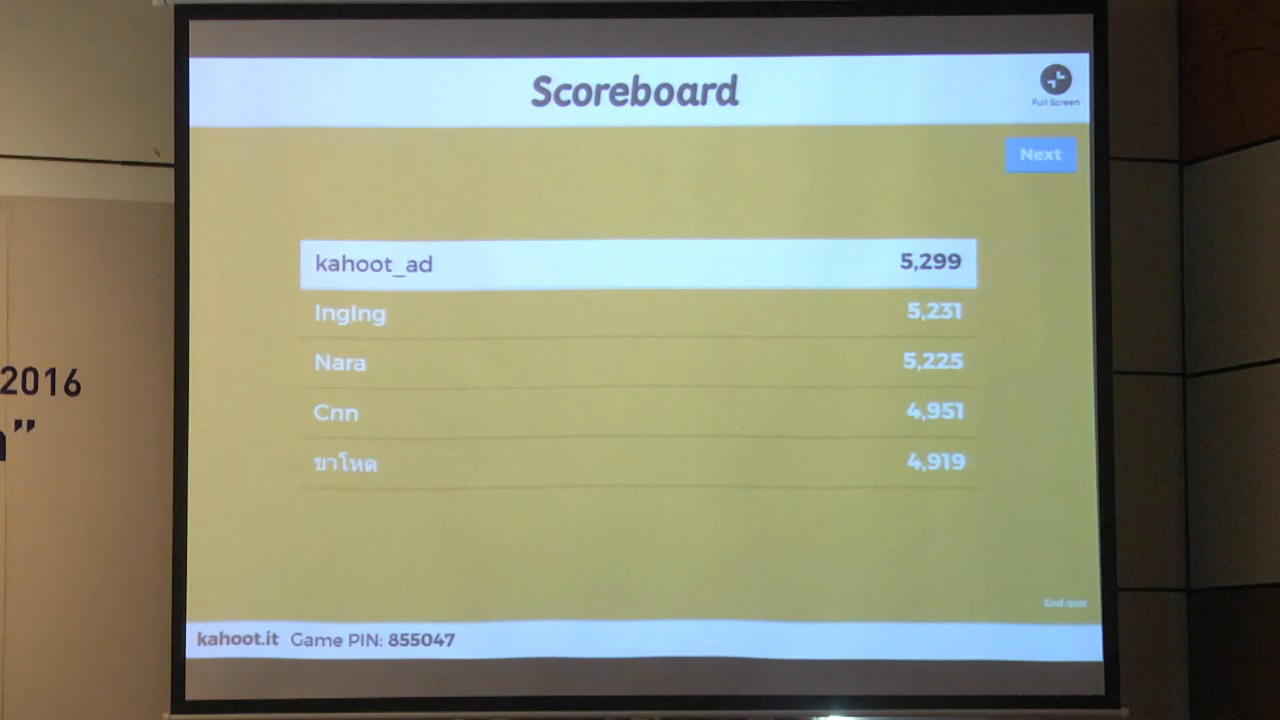 Scoreboard
Full Screen
Next
kahoot_ad 5,299
IngIng 5,231
Nara 5,225
Cnn 4,951
ขาโหด 4,919
2016
”
End quiz
kahoot.it Game PIN: 855047